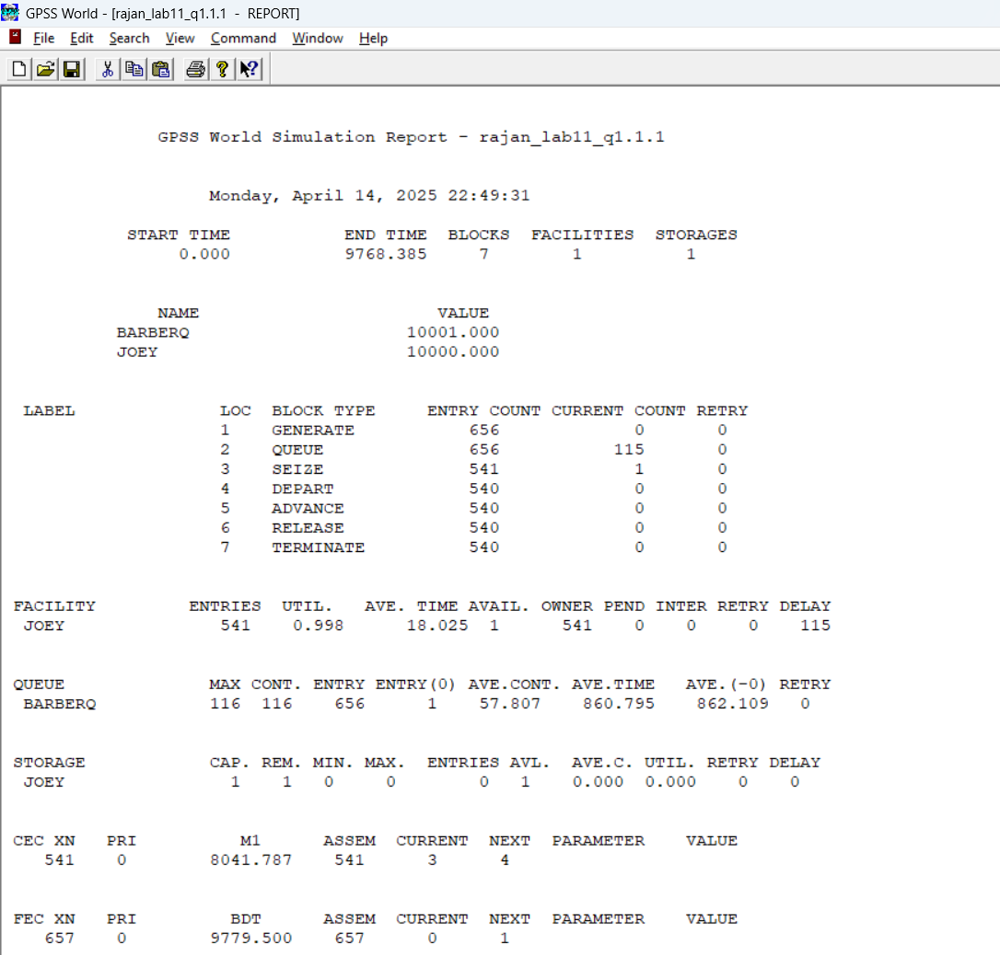 GPSS World - [rajan_lab11_q1.1.1 - REPORT]
File Edit Search View Command Window Help
GPSS World Simulation Report - rajan_lab11_q1.1.1
Monday, April 14, 2025 22:49:31
START TIME END TIME BLOCKS FACILITIES STORAGES
0.000 9768.385 7 1 1
NAME VALUE
BARBERQ 10001.000
JOEY 10000.000
LABEL LOC BLOCK TYPE ENTRY COUNT CURRENT COUNT RETRY
1 GENERATE 656 0 0
2 QUEUE 656 115 0
3 SEIZE 541 1 0
4 DEPART 540 0 0
5 ADVANCE 540 0 0
6 RELEASE 540 0 0
7 TERMINATE 540 0 0
FACILITY ENTRIES UTIL. AVE. TIME AVAIL. OWNER PEND INTER RETRY DELAY
JOEY 541 0.998 18.025 1 541 0 0 0 115
QUEUE MAX CONT. ENTRY ENTRY(0) AVE.CONT. AVE.TIME AVE.(-0) RETRY
BARBERQ 116 116 656 1 57.807 860.795 862.109 0
STORAGE CAP. REM. MIN. MAX. ENTRIES AVL. AVE.C. UTIL. RETRY DELAY
JOEY 1 1 0 0 0 1 0.000 0.000 0 0
CEC XN PRI M1 ASSEM CURRENT NEXT PARAMETER VALUE
541 0 8041.787 541 3 4
FEC XN PRI BDT ASSEM CURRENT NEXT PARAMETER VALUE
657 0 9779.500 657 0 1